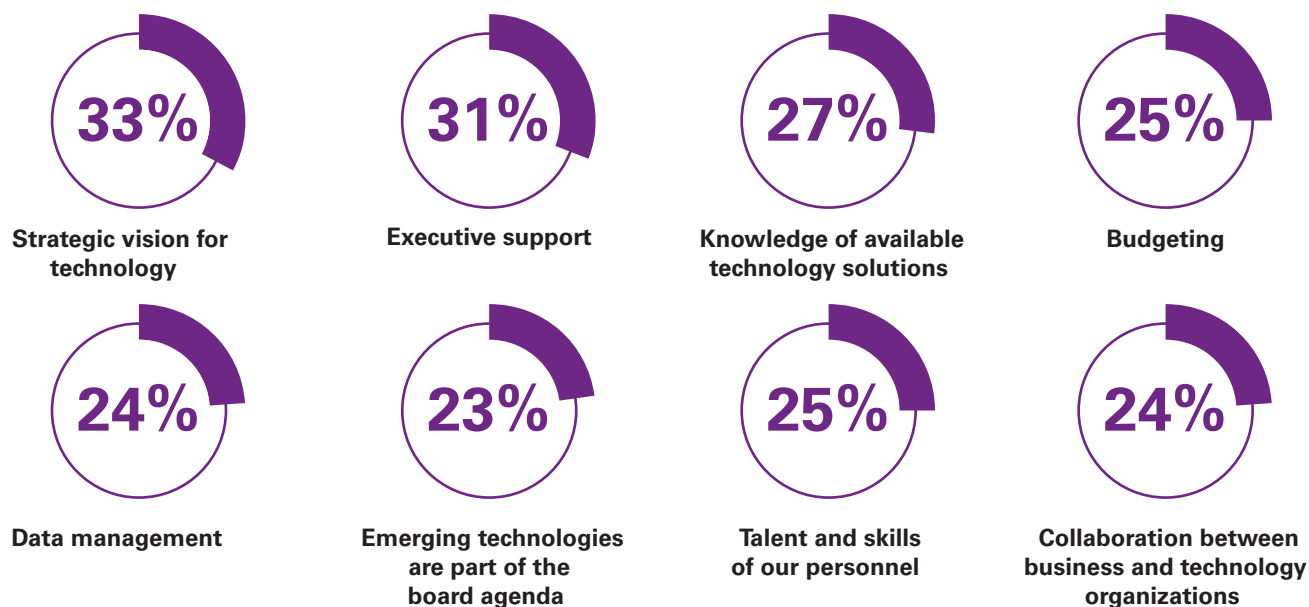 33%
31%
27%
25%
Strategic vision for
technology
Executive support
Knowledge of available
technology solutions
Budgeting
24%
23%
25%
24%
Data management
Emerging technologies
are part of the
board agenda
Talent and skills
of our personnel
Collaboration between
business and technology
organizations